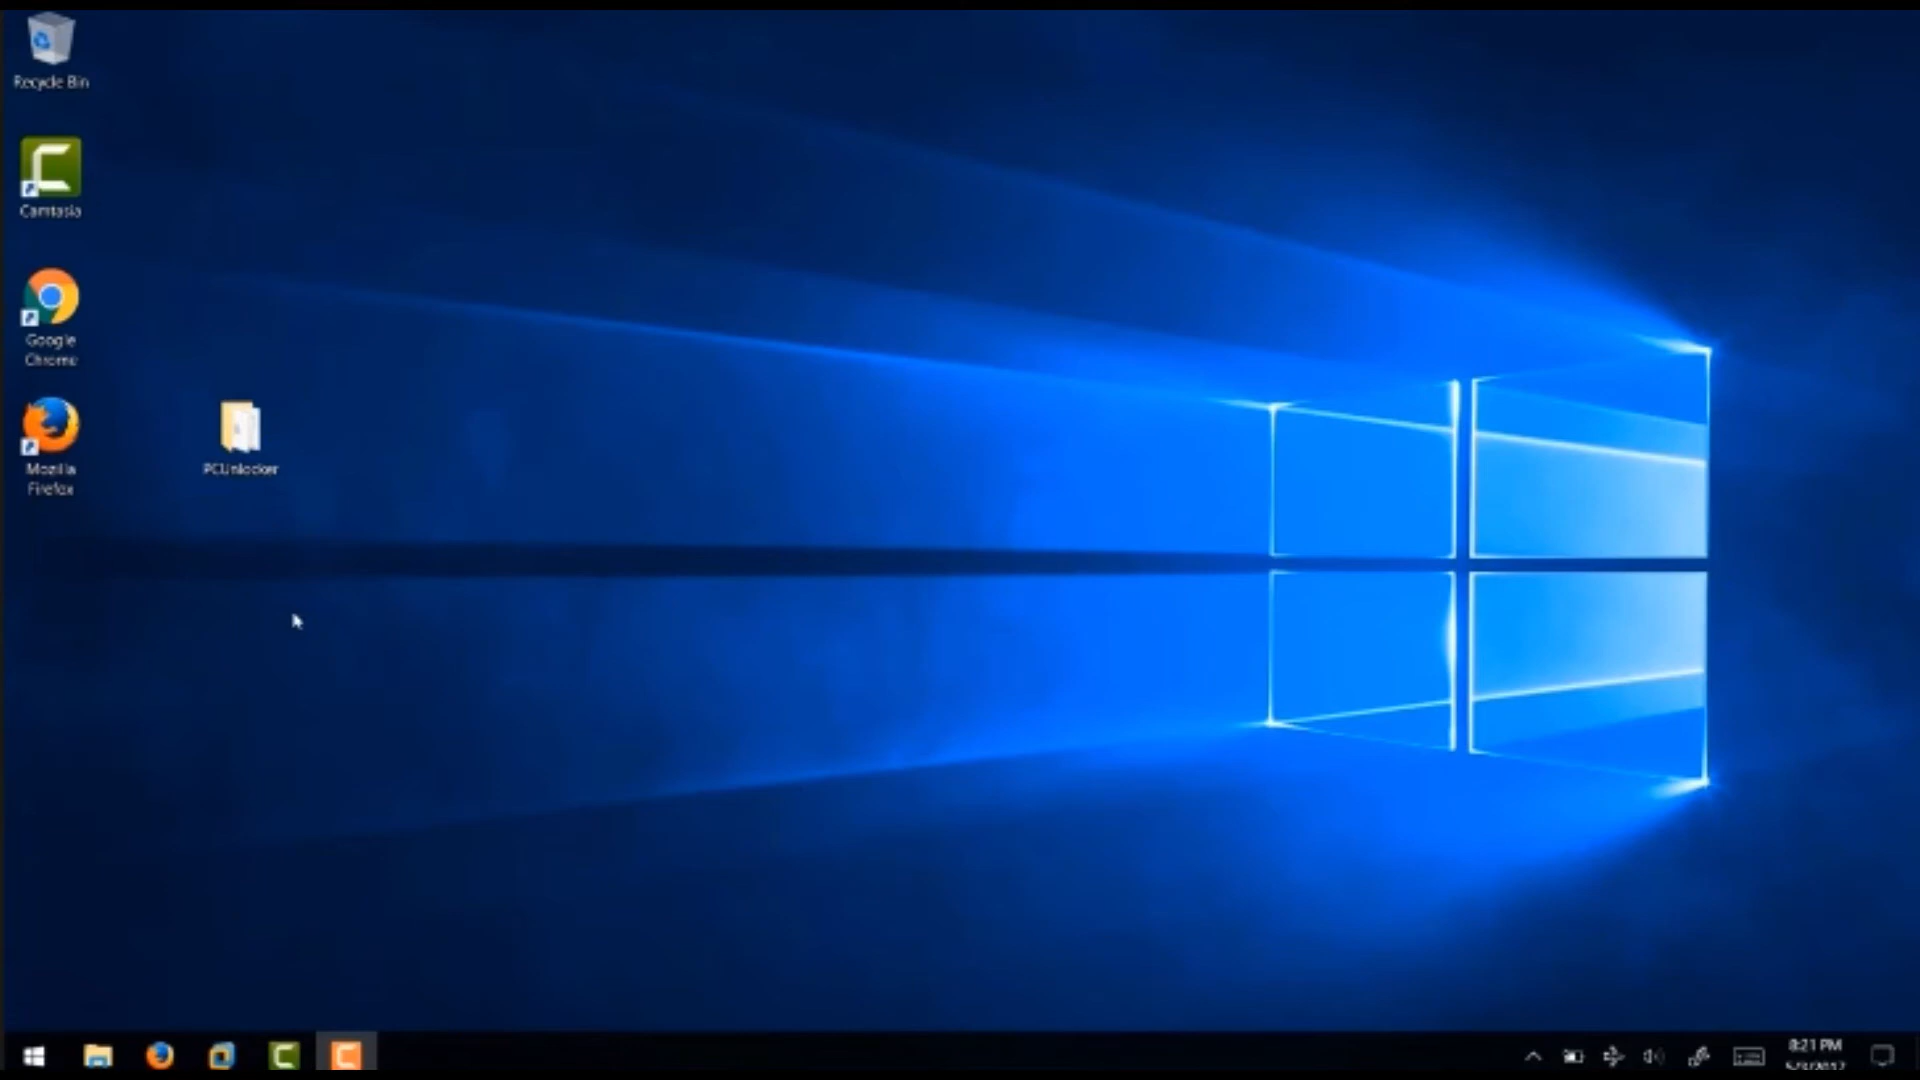 Recycle Bin
Camtasia
Google
Chrome
Mozilla
Firefox
PCUnlocker
8:21 PM